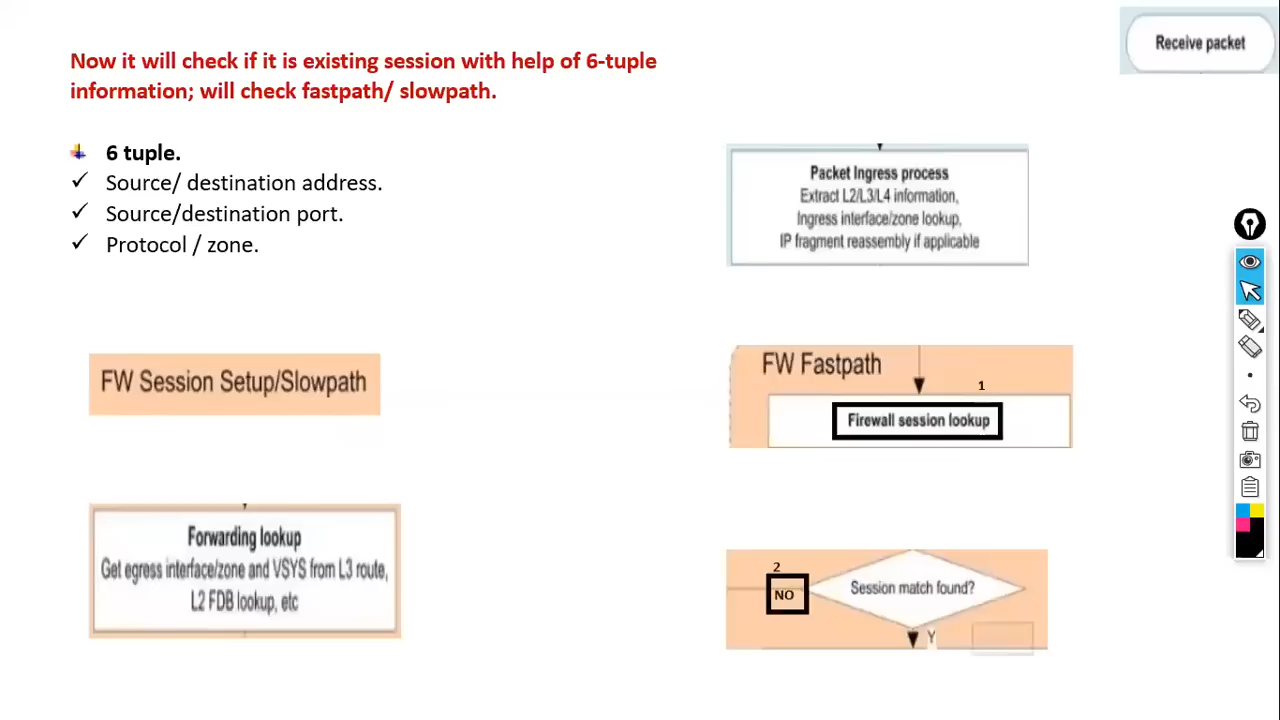 Receive packet
Now it will check if it is existing session with help of 6-tuple
information; will check fastpath/ slowpath.
6 tuple.
Source/ destination address.
Source/destination port.
Protocol / zone.
Packet Ingress process
Extract L2/L3/L4 information,
Ingress interface/zone lookup,
IP fragment reassembly if applicable
FW Session Setup/Slowpath
FW Fastpath
1
Firewall session lookup
Forwarding lookup
Get egress interface/zone and VSYS from L3 route,
L2 FDB lookup, etc
2
NO
Session match found?
Y